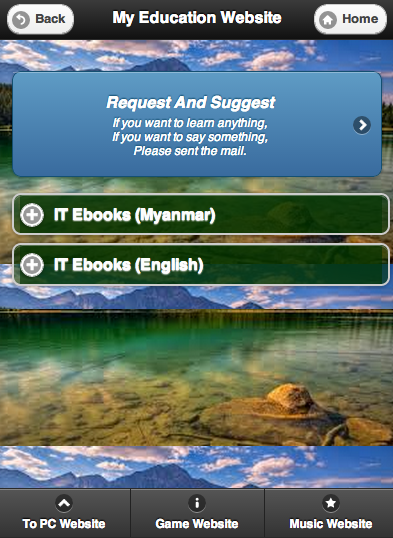 Back
My Education Website
Home
Request And Suggest
If you want to learn anything,
If you want to say something,
Please sent the mail.
IT Ebooks (Myanmar)
IT Ebooks (English)
To PC Website
Game Website
Music Website